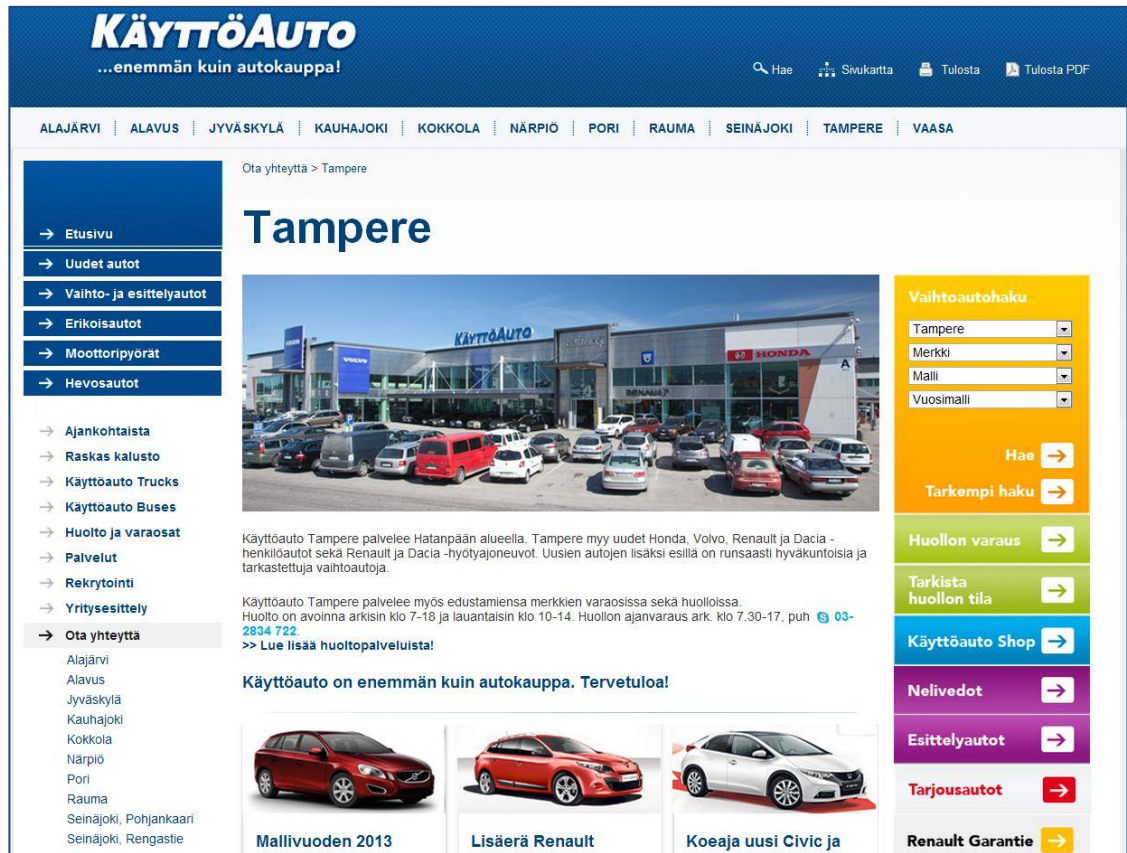 KÄYTTÖAUTO
...enemmän kuin autokauppa!
Hae Sivukartta Tulosta Tulosta PDF
ALAJÄRVI ALAVUS JYVÄSKYLÄ KAUHAJOKI KOKKOLA NÄRPIÖ PORI RAUMA SEINÄJOKI TAMPERE VAASA
Etusivu
Uudet autot
Vaihto- ja esittelyautot
Erikoisautot
Moottoripyörät
Hevosautot
Ajankohtaista
Raskas kalusto
Käyttöauto Trucks
Käyttöauto Buses
Huolto ja varaosat
Palvelut
Rekrytointi
Yritysesittely
Ota yhteyttä
Alajärvi
Alavus
Jyväskylä
Kauhajoki
Kokkola
Närpiö
Pori
Rauma
Seinäjoki, Pohjankaari
Seinäjoki, Rengastie
Ota yhteyttä > Tampere
Tampere
KÄYTTÖAUTO
VOLVO
VOLVO
RENAULT
HONDA
A
Käyttöauto Tampere palvelee Hatanpään alueella. Tampere myy uudet Honda, Volvo, Renault ja Dacia -
henkilöautot sekä Renault ja Dacia -hyötyajoneuvot. Uusien autojen lisäksi esillä on runsaasti hyväkuntoisia ja
tarkastettuja vaihtoautoja.
Käyttöauto Tampere palvelee myös edustamiensa merkkien varaosissa sekä huolloissa.
Huolto on avoinna arkisin klo 7-18 ja lauantaisin klo 10-14. Huollon ajanvaraus ark. klo 7.30-17, puh 03-
2834 722.
>> Lue lisää huoltopalveluista!
Käyttöauto on enemmän kuin autokauppa. Tervetuloa!
Mallivuoden 2013
Lisäerä Renault
Koeaja uusi Civic ja
Vaihtoautohaku
Tampere
Merkki
Malli
Vuosimalli
Hae
Tarkempi haku
Huollon varaus
Tarkista
huollon tila
Käyttöauto Shop
Nelivedot
Esittelyautot
Tarjousautot
Renault Garantie